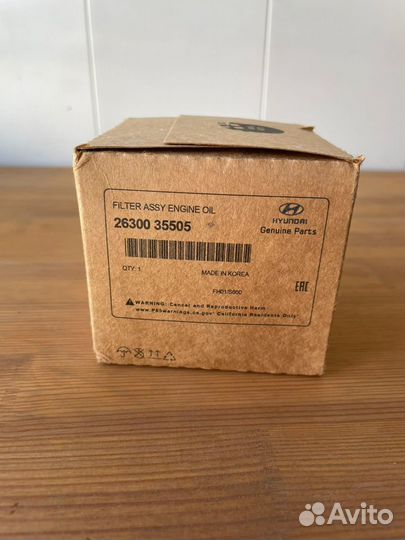 FILTER ASSY ENGINE OIL
26300 35505
HYUNDAI
Genuine Parts
QTY: 1
MADE IN KOREA
FH01/S660
EAC
WARNING: Cancer and Reproductive Harm
www.P65warnings.ca.gov California Residents Only
Avito